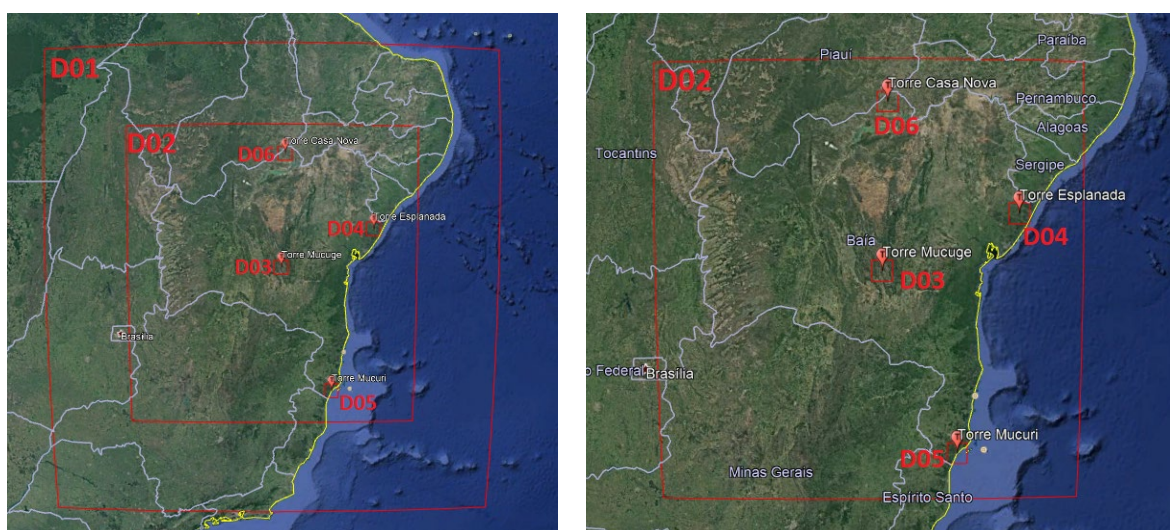 D01
D02
Torre Casa Nova
D06
Torre Esplanada
D04
Torre Mucuge
D03
Brasília
Torre Mucuri
D05
Piauí
Paraíba
D02
Torre Casa Nova
Pernambuco
D06
Alagoas
Tocantins
Sergipe
Torre Esplanada
D04
Baía
Torre Mucuge
D03
o Federal
Brasília
Torre Mucuri
D05
Minas Gerais
Espírito Santo